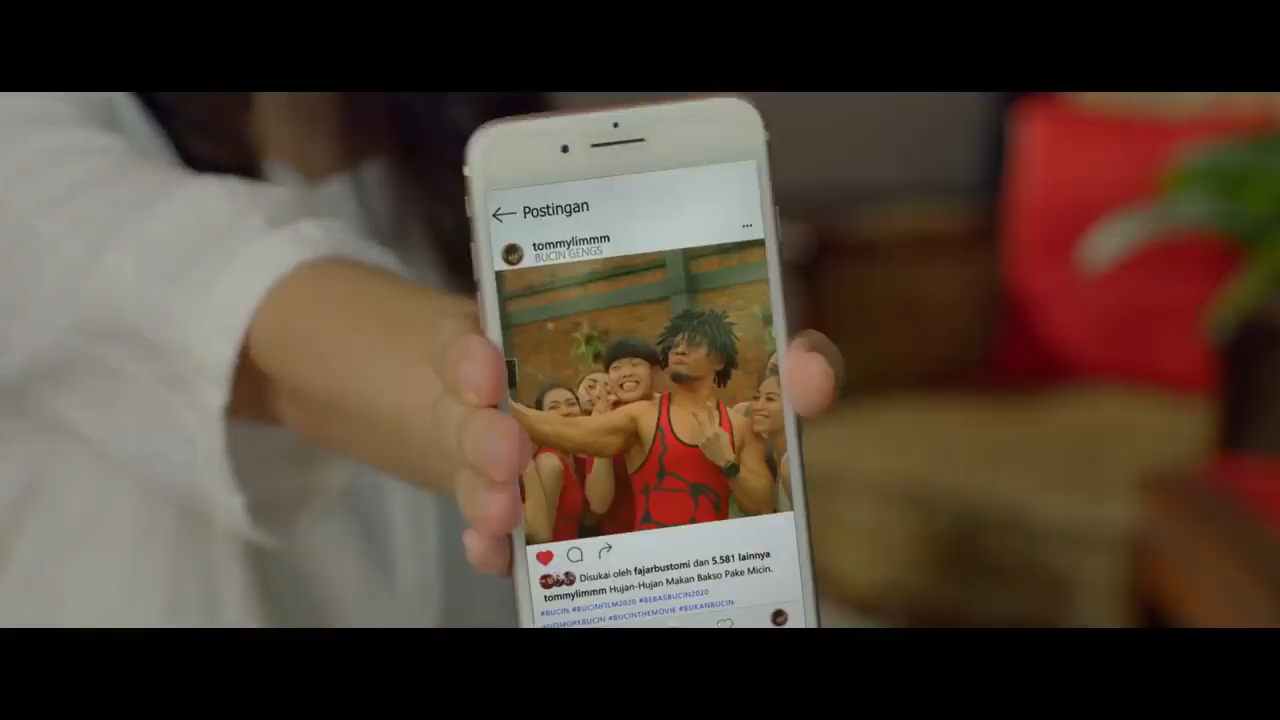 Postingan
tommylimmm
BUCIN GENGS
Disukai oleh fajarbustomi dan 5.581 lainnya
tommylimmm Hujan-Hujan Makan Bakso Pake Micin.
#BUCIN #BUCINFILM2020 #BEBASBUCIN2020
#NOMOREBUCIN #BUCINTHEMOVIE #BUKANBUCIN